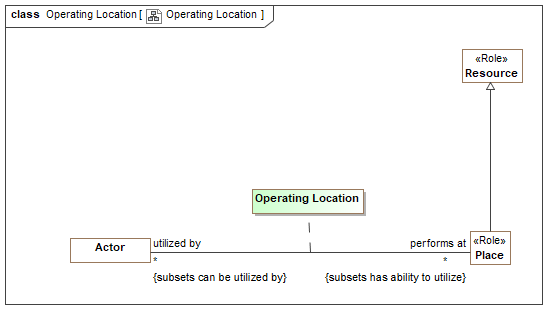 class Operating Location [ Operating Location ]
«Role»
Resource
Operating Location
utilized by
performs at
«Role»
Actor
Place
*
*
{subsets can be utilized by}
{subsets has ability to utilize}